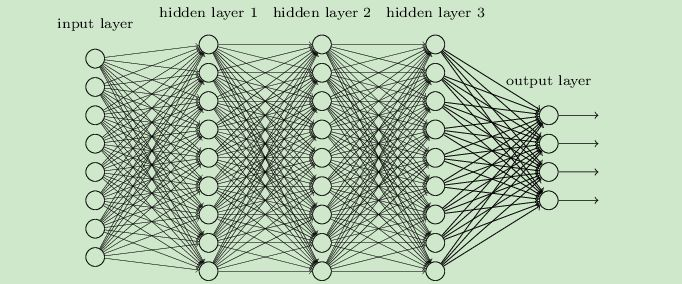 input layer
hidden layer 1
hidden layer 2
hidden layer 3
output layer